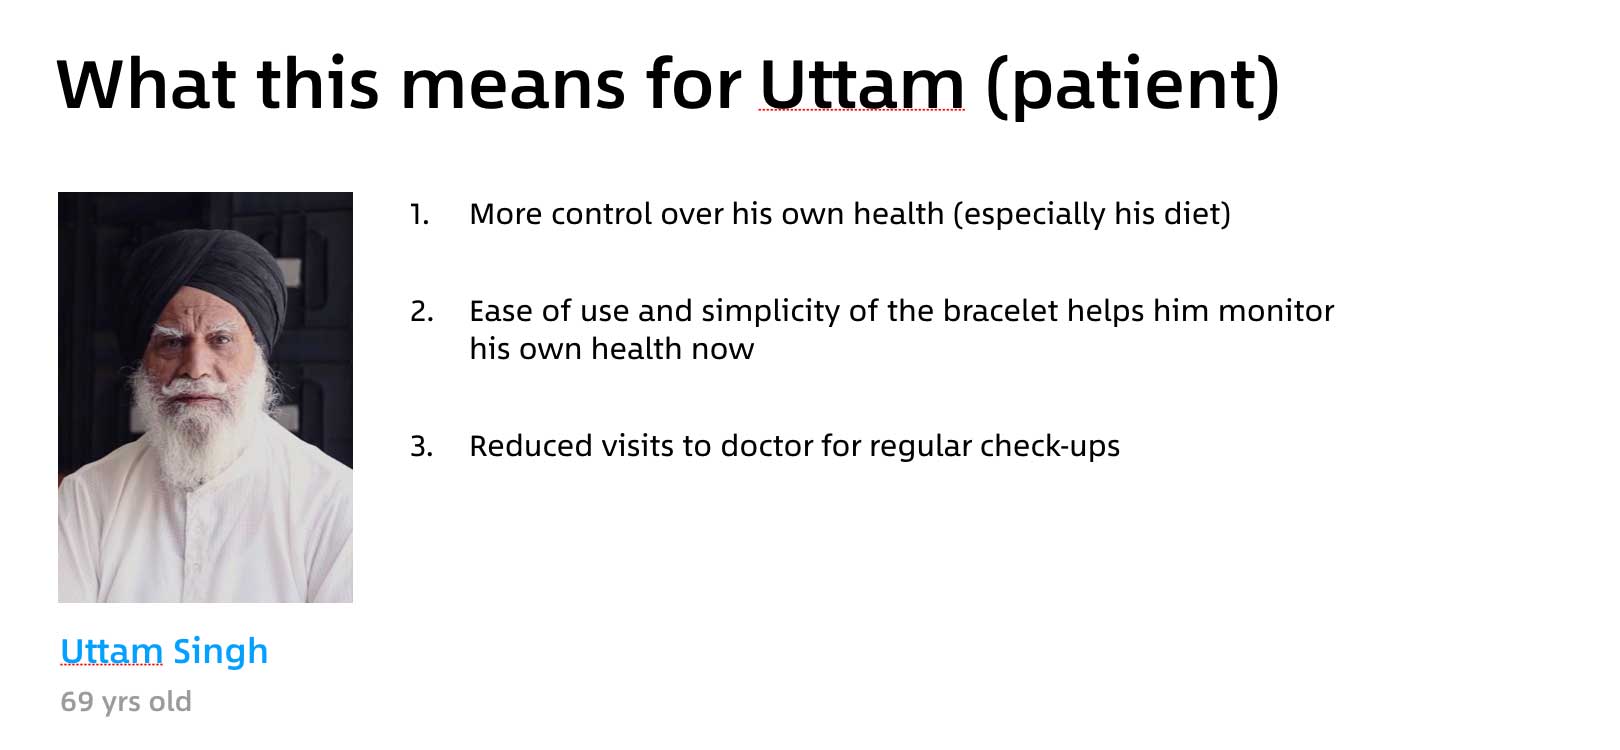 What this means for Uttam (patient)
1. More control over his own health (especially his diet)
2. Ease of use and simplicity of the bracelet helps him monitor
his own health now
3. Reduced visits to doctor for regular check-ups
Uttam Singh
69 yrs old